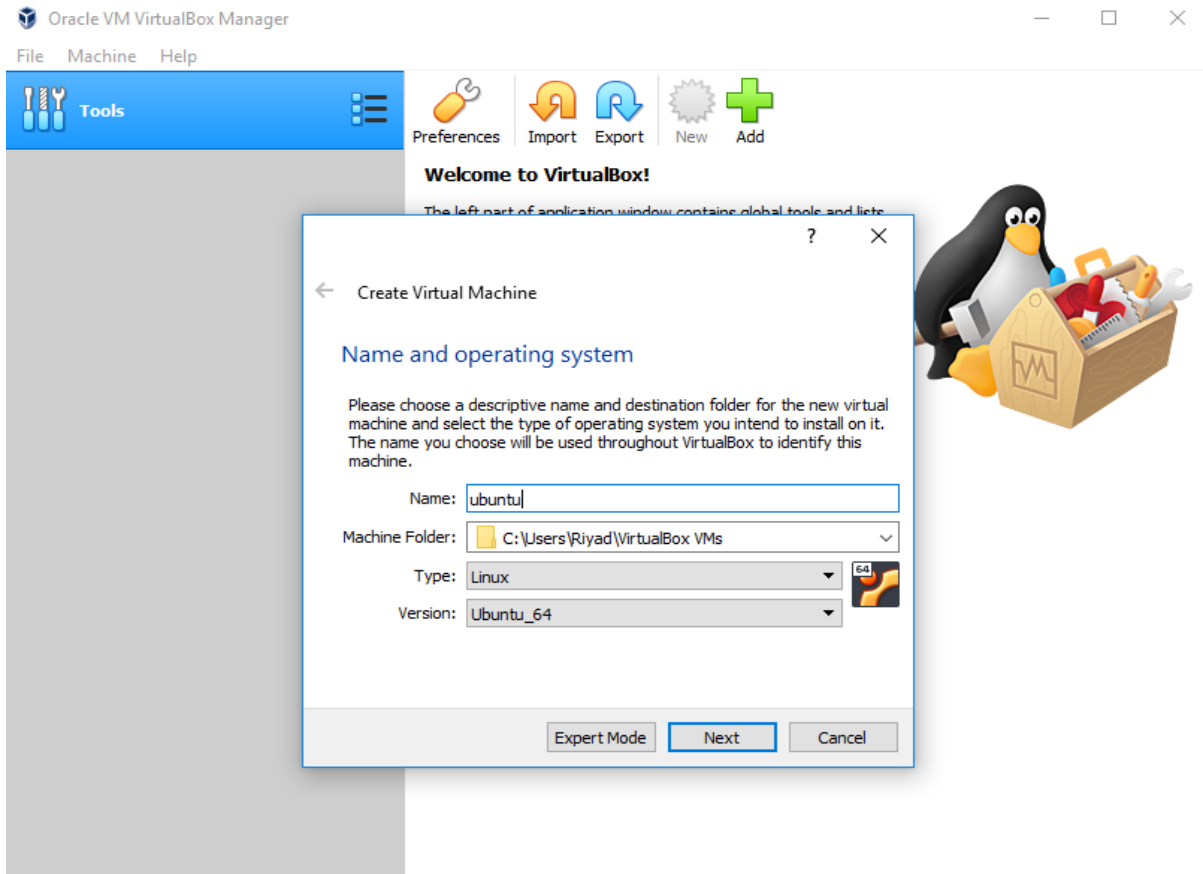 Oracle VM VirtualBox Manager
File Machine Help
Tools
Preferences Import Export New Add
Welcome to VirtualBox!
The left part of application window contains global tools and lists
?
Create Virtual Machine
Name and operating system
Please choose a descriptive name and destination folder for the new virtual
machine and select the type of operating system you intend to install on it.
The name you choose will be used throughout VirtualBox to identify this
machine.
Name: ubuntu
Machine Folder: C:\Users\Riyad\VirtualBox VMs
Type: Linux
64
Version: Ubuntu_64
Expert Mode Next Cancel